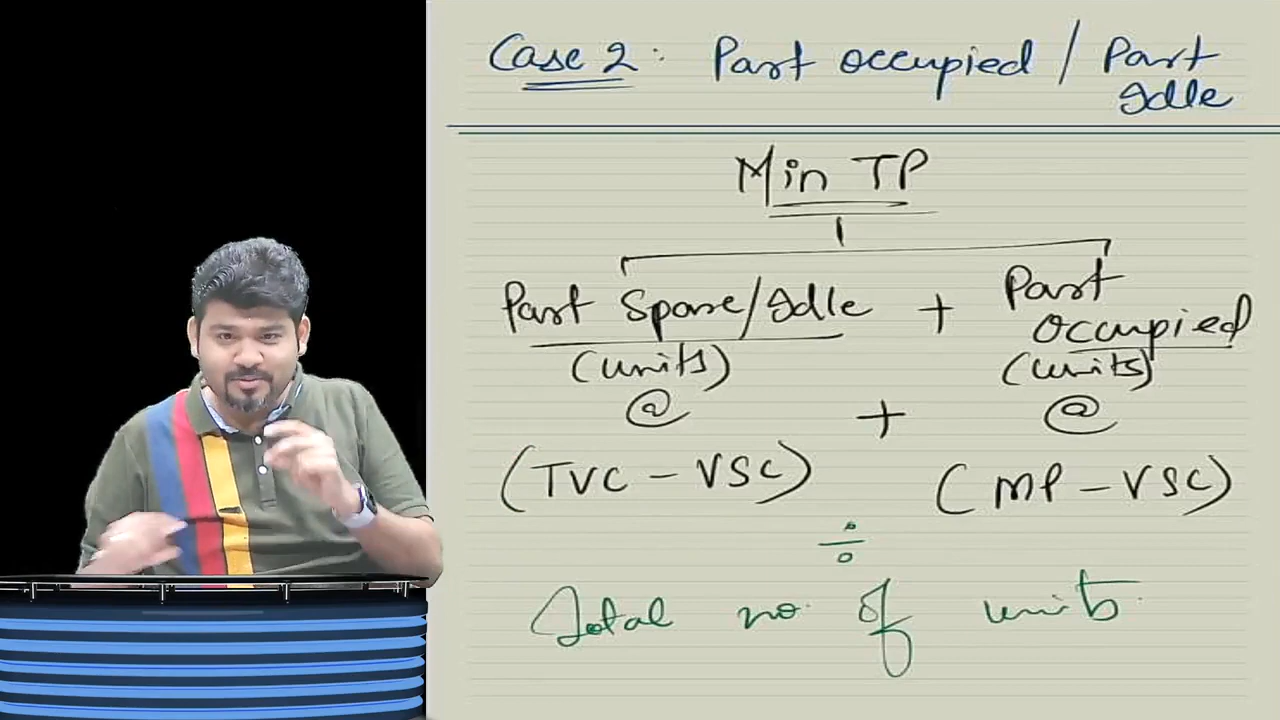 Case 2: Part occupied / Part Idle
Min TP
Part Spare/Idle + Part occupied
(units) (units)
@ + @
(TVC - VSC) (MP - VSC)
÷
Total no. of units.